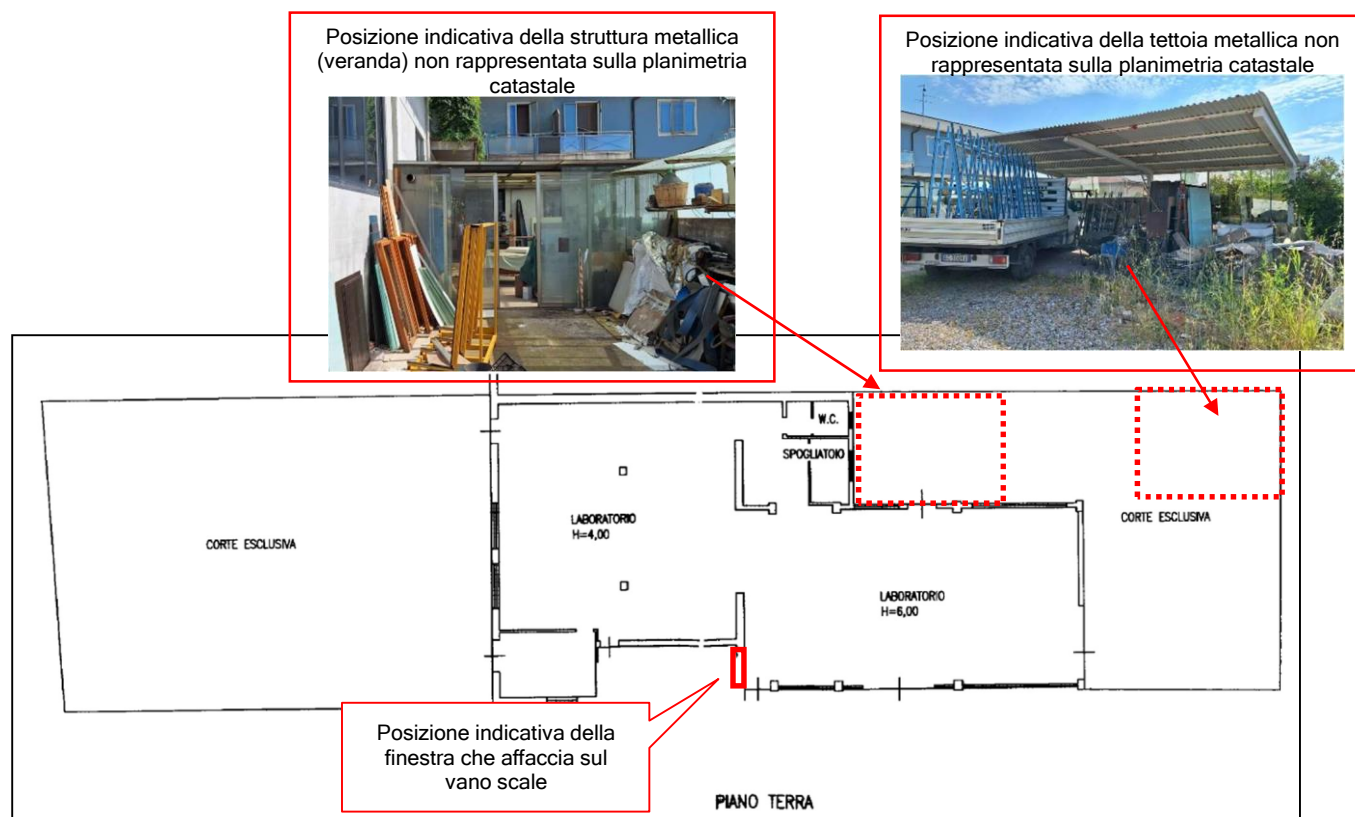 Posizione indicativa della struttura metallica
(veranda) non rappresentata sulla planimetria
catastale
Posizione indicativa della tettoia metallica non
rappresentata sulla planimetria catastale
W.C.
SPOGLIATOIO
LABORATORIO
H=4,00
CORTE ESCLUSIVA
CORTE ESCLUSIVA
LABORATORIO
H=6,00
Posizione indicativa della
finestra che affaccia sul
vano scale
PIANO TERRA